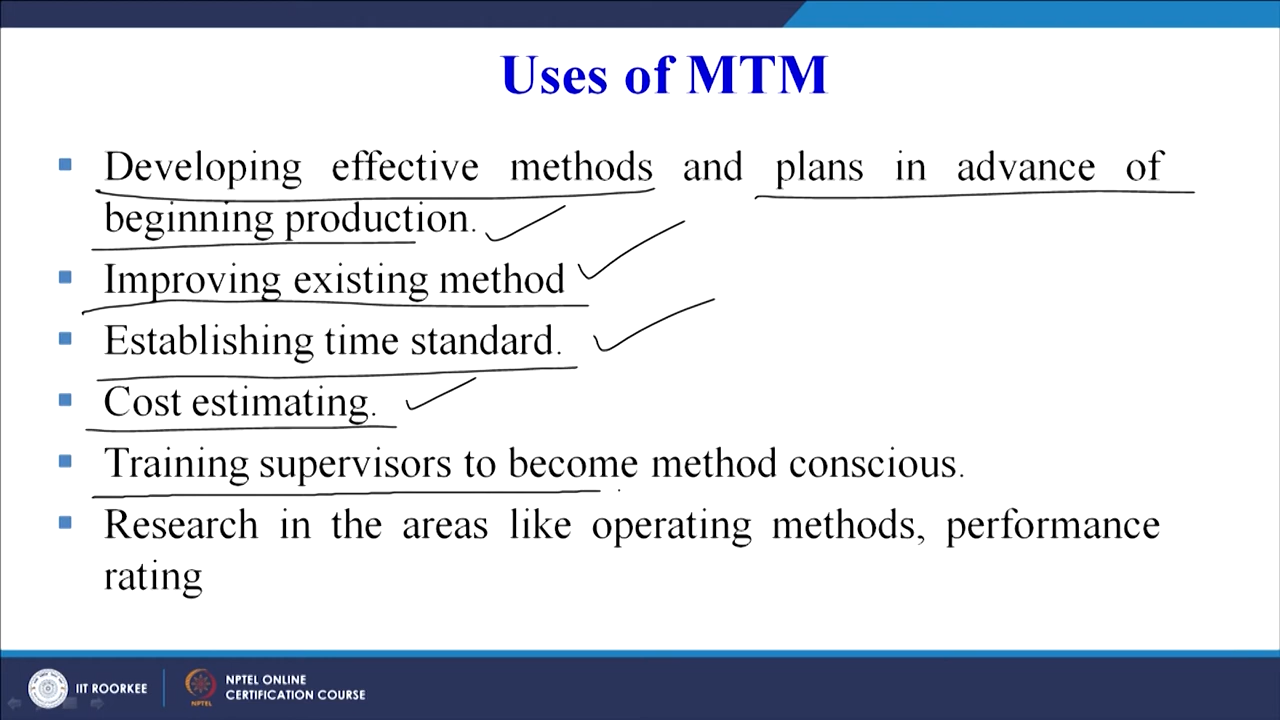 Uses of MTM
Developing effective methods and plans in advance of
beginning production.
Improving existing method
Establishing time standard.
Cost estimating.
Training supervisors to become method conscious.
Research in the areas like operating methods, performance
rating
IIT ROORKEE
NPTEL
NPTEL ONLINE
CERTIFICATION COURSE